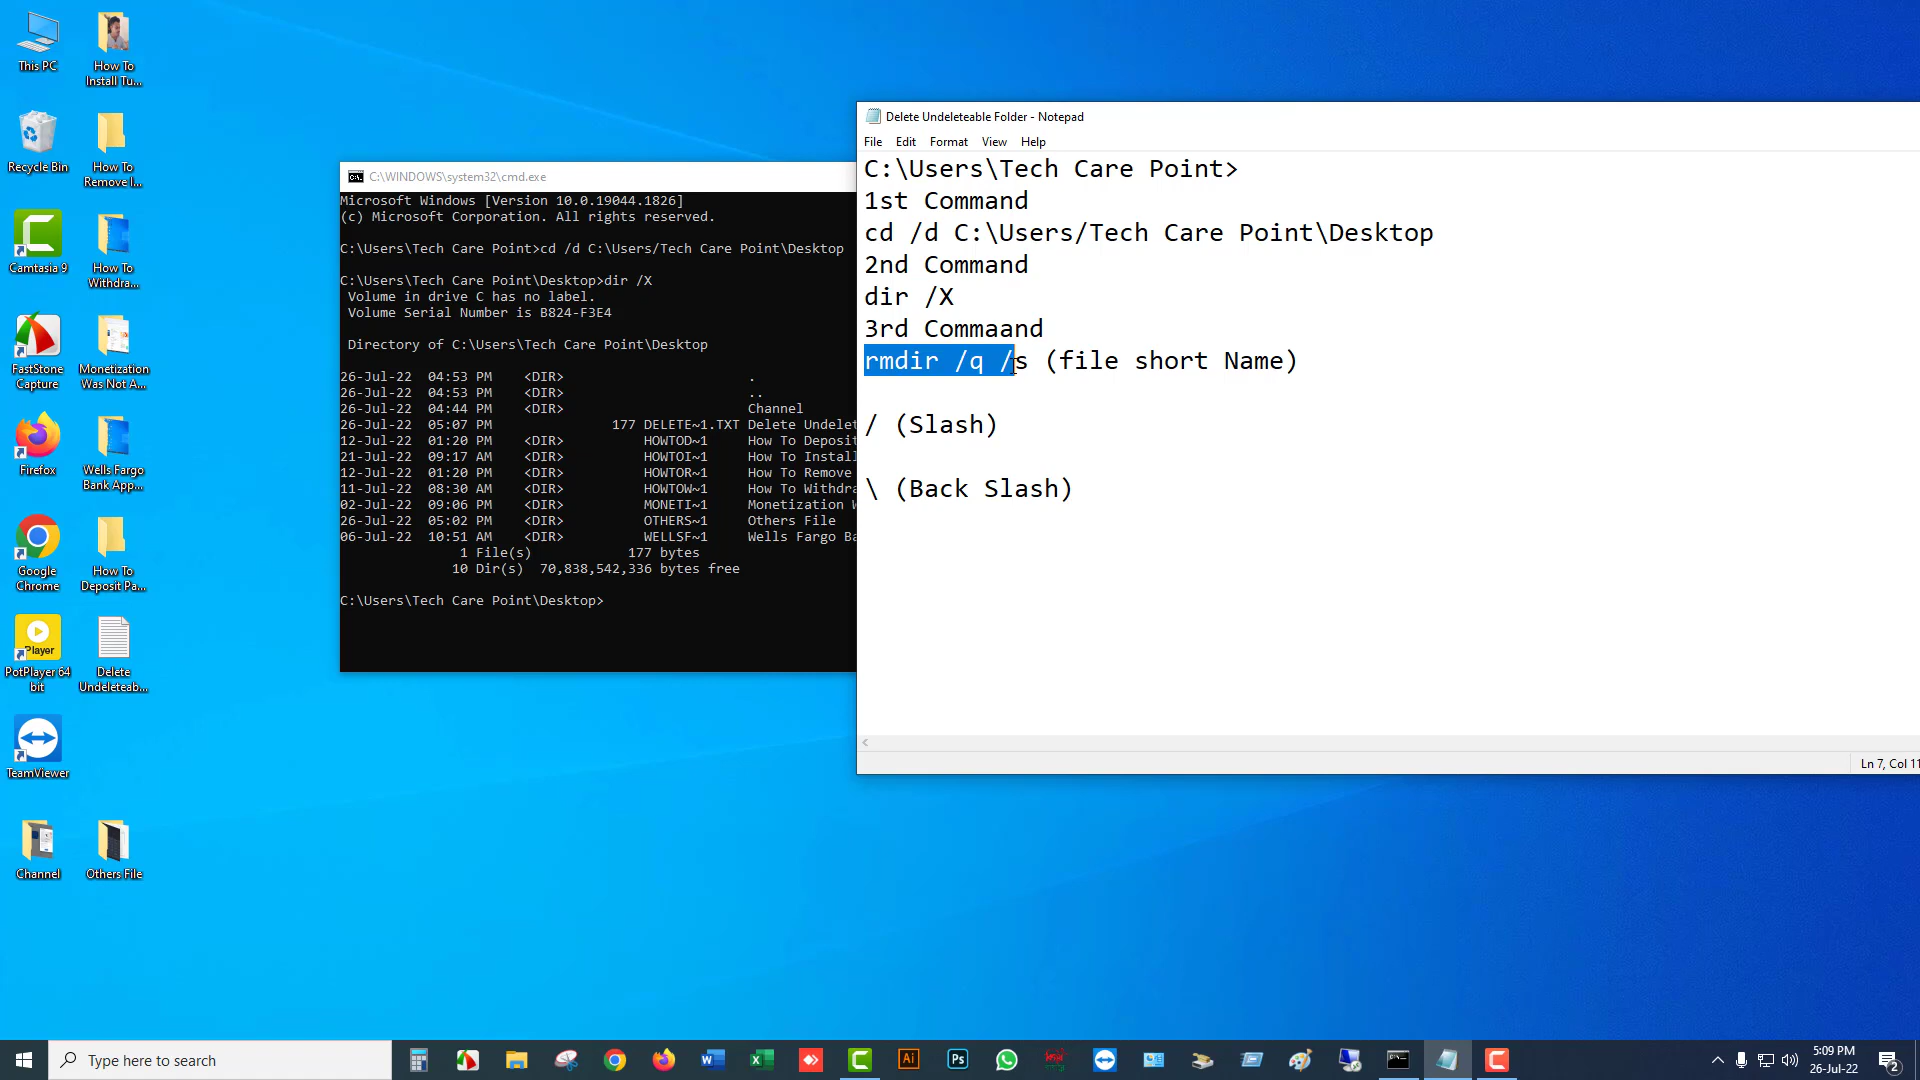 This PC
How To
Install Tu...
Recycle Bin
How To
Remove I...
Camtasia 9
How To
Withdra...
FastStone
Capture
Monetization
Was Not A...
Firefox
Wells Fargo
Bank App...
Google
Chrome
How To
Deposit Pa...
Player
PotPlayer 64
bit
Delete
Undeleteab...
TeamViewer
Channel
Others File
C:\WINDOWS\system32\cmd.exe
Microsoft Windows [Version 10.0.19044.1826]
(c) Microsoft Corporation. All rights reserved.
C:\Users\Tech Care Point>cd /d C:\Users/Tech Care Point\Desktop
C:\Users\Tech Care Point\Desktop>dir /X
Volume in drive C has no label.
Volume Serial Number is B824-F3E4
Directory of C:\Users\Tech Care Point\Desktop
26-Jul-22 04:53 PM <DIR> .
26-Jul-22 04:53 PM <DIR> ..
26-Jul-22 04:44 PM <DIR> Channel
26-Jul-22 05:07 PM 177 DELETE~1.TXT Delete Undelet
12-Jul-22 01:20 PM <DIR> HOWTOD~1 How To Deposit
21-Jul-22 09:17 AM <DIR> HOWTOI~1 How To Install
12-Jul-22 01:20 PM <DIR> HOWTOR~1 How To Remove
11-Jul-22 08:30 AM <DIR> HOWTOW~1 How To Withdra
02-Jul-22 09:06 PM <DIR> MONETI~1 Monetization W
26-Jul-22 05:02 PM <DIR> OTHERS~1 Others File
06-Jul-22 10:51 AM <DIR> WELLSF~1 Wells Fargo Ba
1 File(s) 177 bytes
10 Dir(s) 70,838,542,336 bytes free
C:\Users\Tech Care Point\Desktop>
Delete Undeleteable Folder - Notepad
File Edit Format View Help
C:\Users\Tech Care Point>
1st Command
cd /d C:\Users/Tech Care Point\Desktop
2nd Command
dir /X
3rd Commaand
rmdir /q /s (file short Name)
/ (Slash)
\ (Back Slash)
Ln 7, Col 11
Type here to search
5:09 PM
26-Jul-22
2